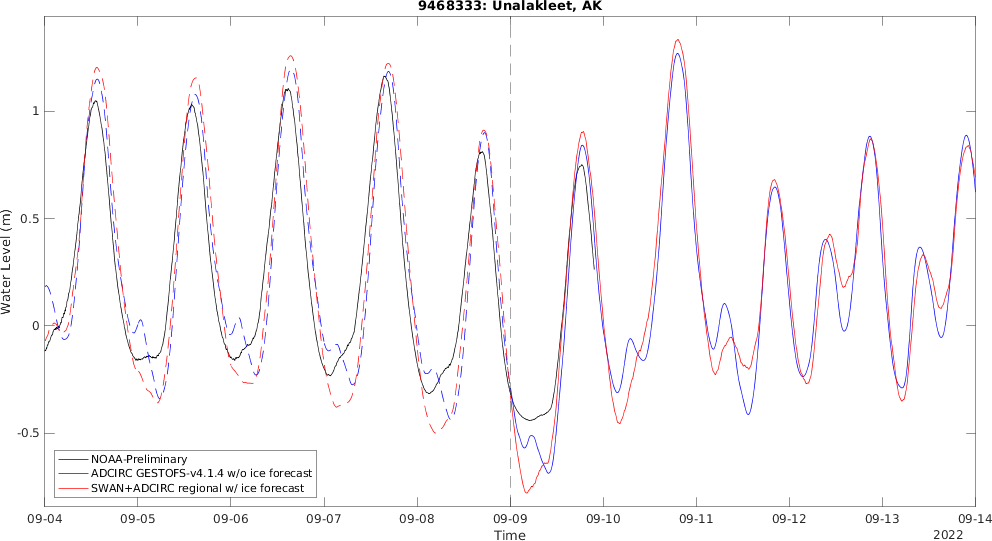 9468333: Unalakleet, AK
Water Level (m)
1
0.5
0
-0.5
NOAA-Preliminary
ADCIRC GESTOFS-v4.1.4 w/o ice forecast
SWAN+ADCIRC regional w/ ice forecast
09-04 09-05 09-06 09-07 09-08 09-09 09-10 09-11 09-12 09-13 09-14
Time
2022